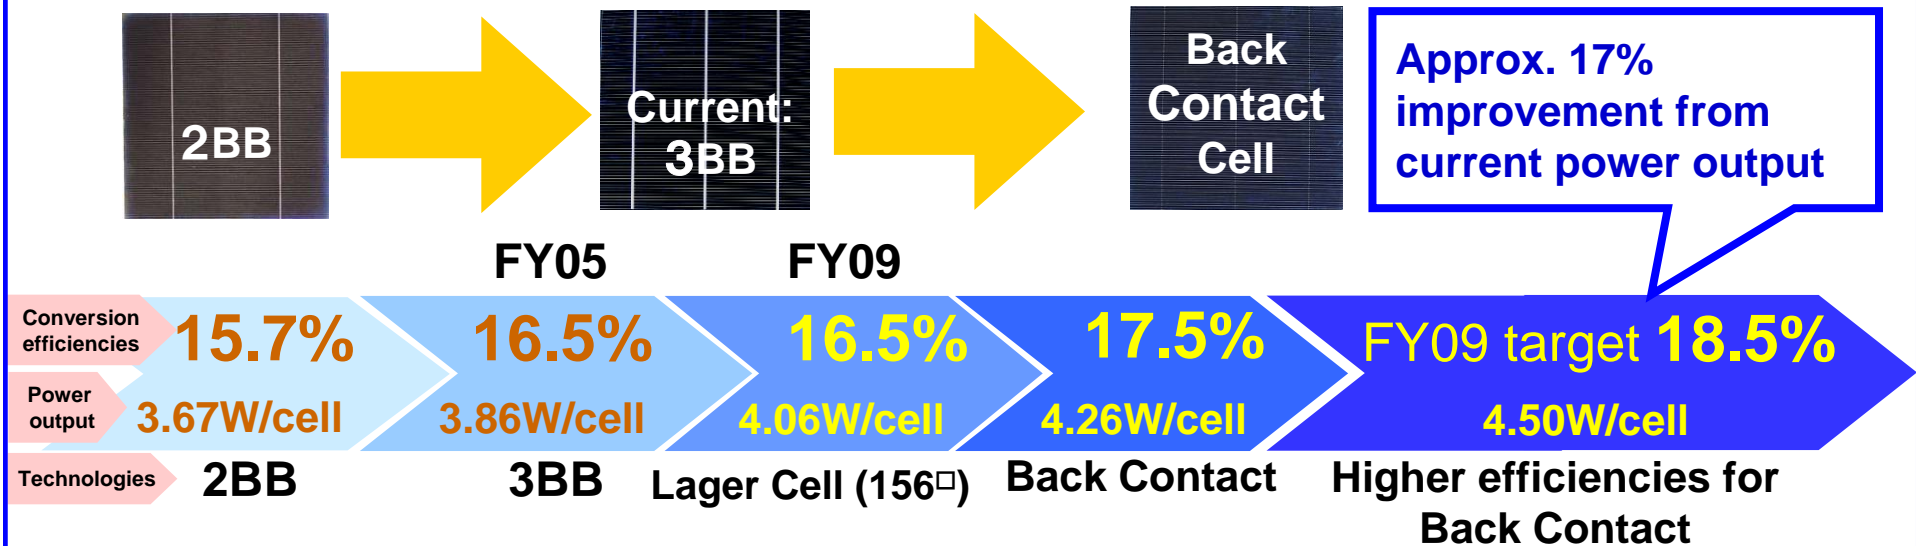 2BB
Current:
3BB
Back
Contact
Cell
Approx. 17%
improvement from
current power output
FY05
FY09
Conversion
efficiencies
15.7%
16.5%
16.5%
17.5%
FY09 target 18.5%
Power
output
3.67W/cell
3.86W/cell
4.06W/cell
4.26W/cell
4.50W/cell
Technologies
2BB
3BB
Lager Cell (156□)
Back Contact
Higher efficiencies for
Back Contact